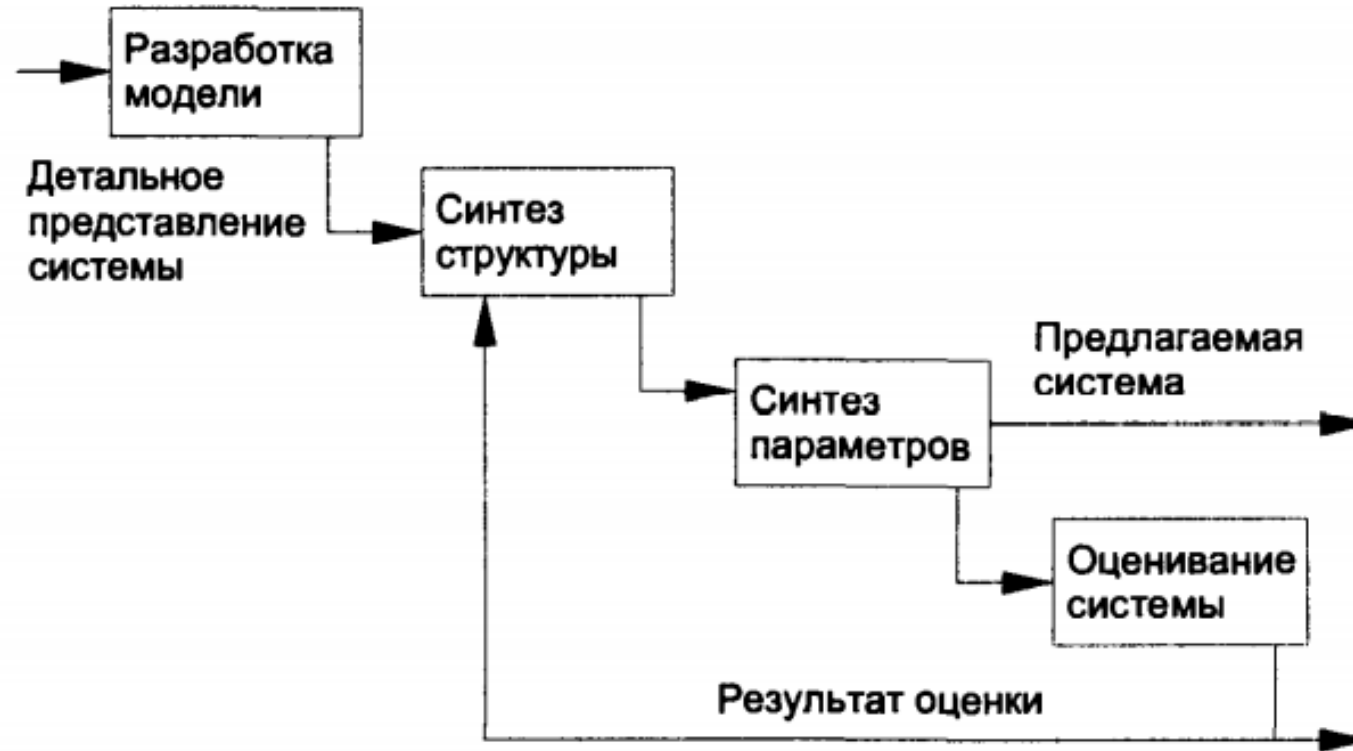 Разработка
модели
Детальное
представление
системы
Синтез
структуры
Предлагаемая
система
Синтез
параметров
Оценивание
системы
Результат оценки